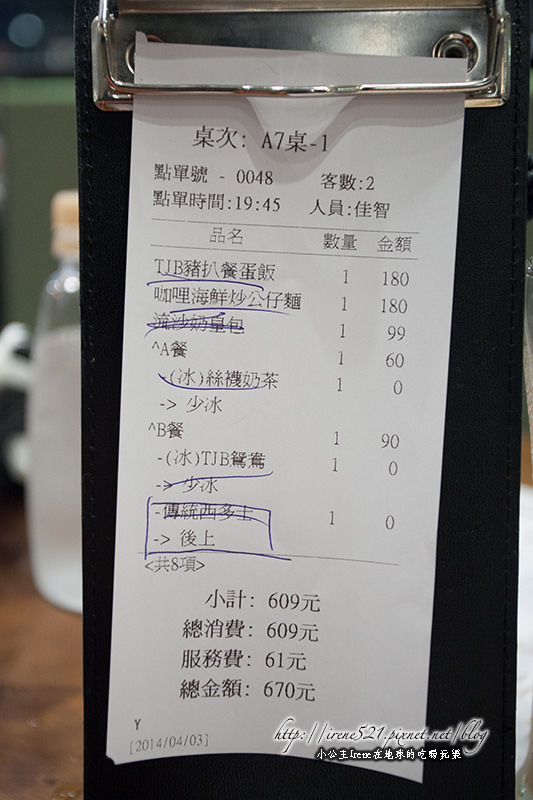 桌次: A7桌-1
點單號 - 0048 客數:2
點單時間:19:45 人員:佳智
品名 數量 金額
TJB豬扒餐蛋飯 1 180
咖哩海鮮炒公仔麵 1 180
流沙奶皇包 1 99
^A餐 1 60
-(冰)絲襪奶茶 1 0
-> 少冰
^B餐 1 90
-(冰)TJB鴛鴦 1 0
-> 少冰
-傳統西多士 1 0
-> 後上
<共8項>
小計: 609元
總消費: 609元
服務費: 61元
總金額: 670元
Y
[2014/04/03]
http://irene521.pixnet.net/blog
小公主Irene在地球的吃喝玩樂